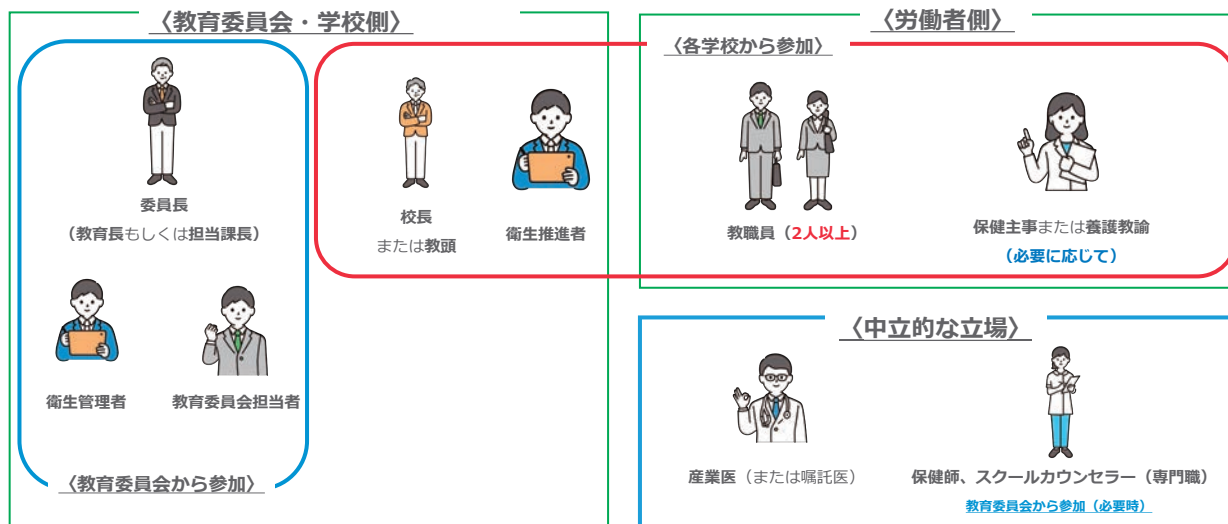 〈教育委員会・学校側〉
委員長
（教育長もしくは担当課長）
衛生管理者
教育委員会担当者
〈教育委員会から参加〉
校長
または教頭
衛生推進者
〈労働者側〉
〈各学校から参加〉
教職員（2人以上）
保健主事または養護教諭
（必要に応じて）
〈中立的な立場〉
産業医（または嘱託医）
保健師、スクールカウンセラー（専門職）
教育委員会から参加（必要時）